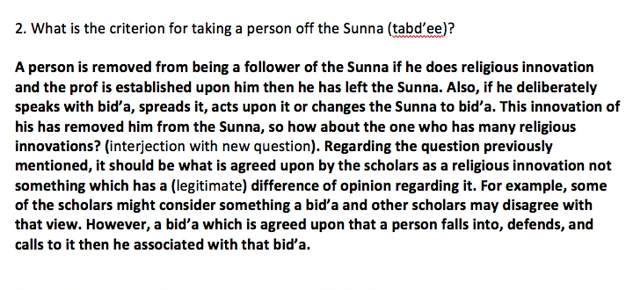 2. What is the criterion for taking a person off the Sunna (tabd'ee)?
A person is removed from being a follower of the Sunna if he does religious innovation
and the prof is established upon him then he has left the Sunna. Also, if he deliberately
speaks with bid'a, spreads it, acts upon it or changes the Sunna to bid'a. This innovation of
his has removed him from the Sunna, so how about the one who has many religious
innovations? (interjection with new question). Regarding the question previously
mentioned, it should be what is agreed upon by the scholars as a religious innovation not
something which has a (legitimate) difference of opinion regarding it. For example, some
of the scholars might consider something a bid'a and other scholars may disagree with
that view. However, a bid'a which is agreed upon that a person falls into, defends, and
calls to it then he associated with that bid'a.